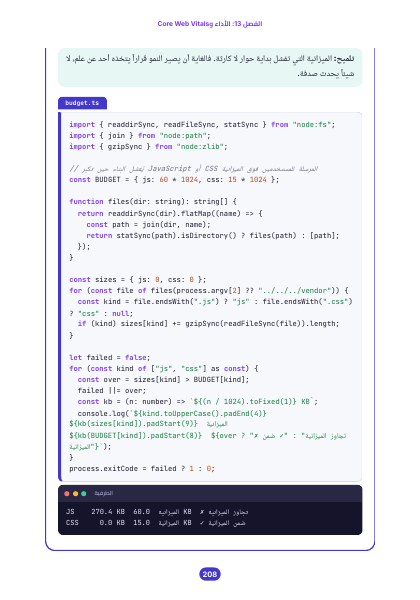 الفصل 13: الأداء وCore Web Vitals
تلميح: الميزانية التي تفشل بداية حوار لا كارثة. فالغاية أن يصير النمو قراراً يتخذه أحد عن علم، لا
شيئاً يحدث صدفة.
budget.ts
import { readdirSync, readFileSync, statSync } from "node:fs";
import { join } from "node:path";
import { gzipSync } from "node:zlib";
// يفشل البناء حين تكبر JavaScript أو CSS المرسلة للمستخدمين فوق الميزانية
const BUDGET = { js: 60 * 1024, css: 15 * 1024 };
function files(dir: string): string[] {
return readdirSync(dir).flatMap((name) => {
const path = join(dir, name);
return statSync(path).isDirectory() ? files(path) : [path];
});
}
const sizes = { js: 0, css: 0 };
for (const file of files(process.argv[2] ?? "../../../vendor")) {
const kind = file.endsWith(".js") ? "js" : file.endsWith(".css")
? "css" : null;
if (kind) sizes[kind] += gzipSync(readFileSync(file)).length;
}
let failed = false;
for (const kind of ["js", "css"] as const) {
const over = sizes[kind] > BUDGET[kind];
failed ||= over;
const kb = (n: number) => `${(n / 1024).toFixed(1)} KB`;
console.log(`${kind.toUpperCase().padEnd(4)}
${kb(sizes[kind]).padStart(9)} الميزانية
${kb(BUDGET[kind]).padStart(8)} ${over ? "✗ تجاوز الميزانية" : "✓ ضمن
الميزانية"}`);
}
process.exitCode = failed ? 1 : 0;
الطرفية
JS 270.4 KB الميزانية 60.0 KB ✗ تجاوز الميزانية
CSS 0.0 KB الميزانية 15.0 KB ✓ ضمن الميزانية
208